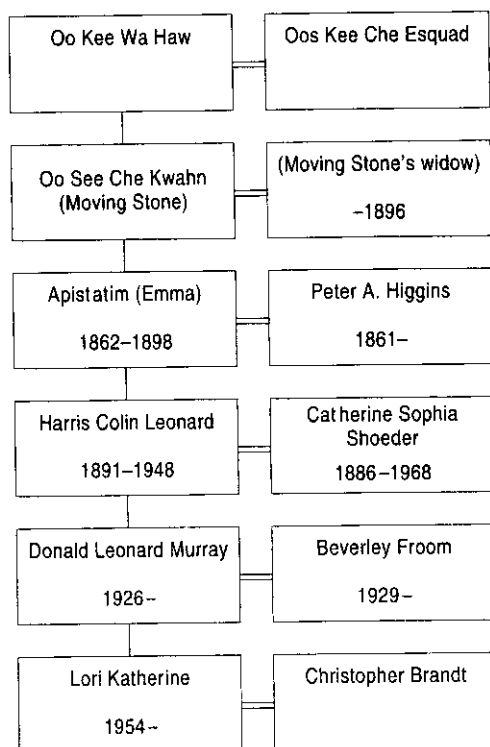 Oo Kee Wa Haw
Oos Kee Che Esquad
Oo See Che Kwahn
(Moving Stone)
(Moving Stone's widow)
–1896
Apistatim (Emma)
1862–1898
Peter A. Higgins
1861–
Harris Colin Leonard
1891–1948
Catherine Sophia
Shoeder
1886–1968
Donald Leonard Murray
1926–
Beverley Froom
1929–
Lori Katherine
1954–
Christopher Brandt